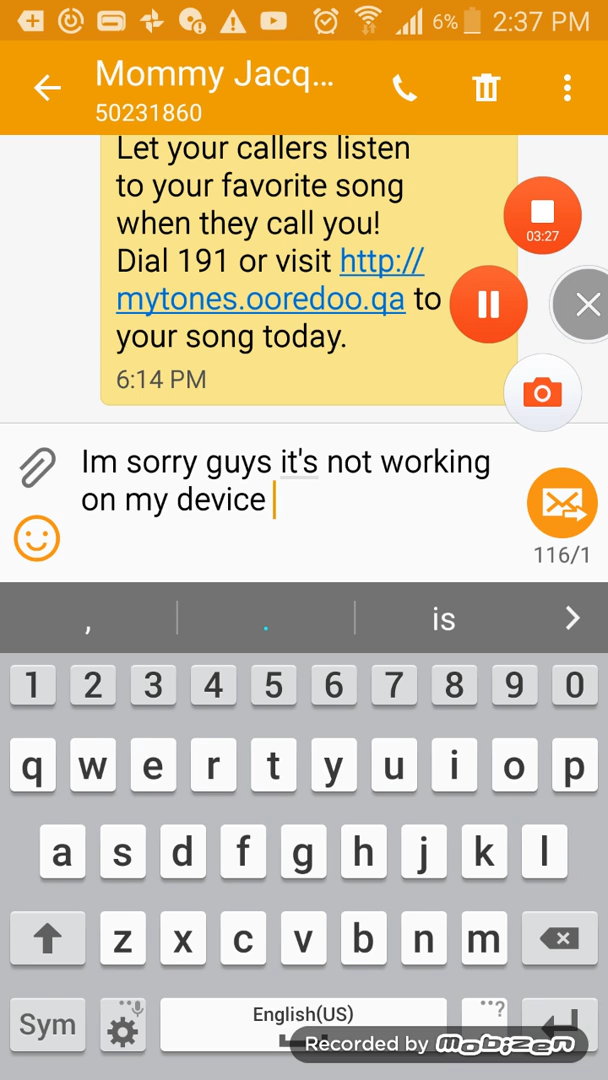 6% 2:37 PM
Mommy Jacq...
50231860
Let your callers listen
to your favorite song
when they call you!
Dial 191 or visit http://
mytones.ooredoo.qa to
your song today.
6:14 PM
03:27
Im sorry guys it's not working
on my device
116/1
, . is
1 2 3 4 5 6 7 8 9 0
q w e r t y u i o p
a s d f g h j k l
z x c v b n m
Sym English(US) ?
Recorded by mobizen